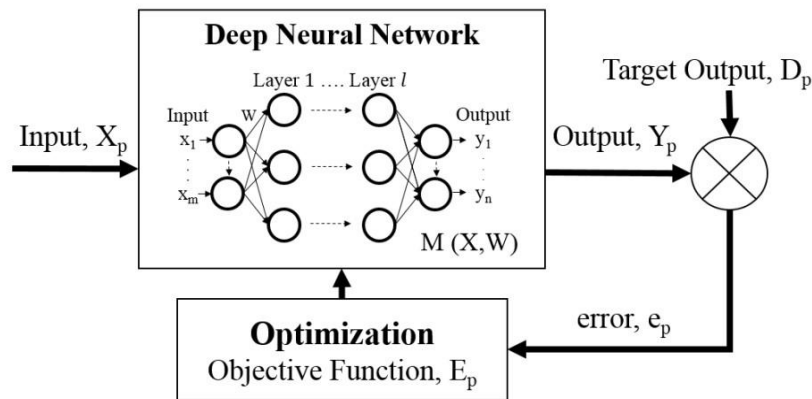 Deep Neural Network
Layer 1 .... Layer l
Input
W
Output
x1
y1
xm
yn
M (X,W)
Input, Xp
Output, Yp
Target Output, Dp
error, ep
Optimization
Objective Function, Ep